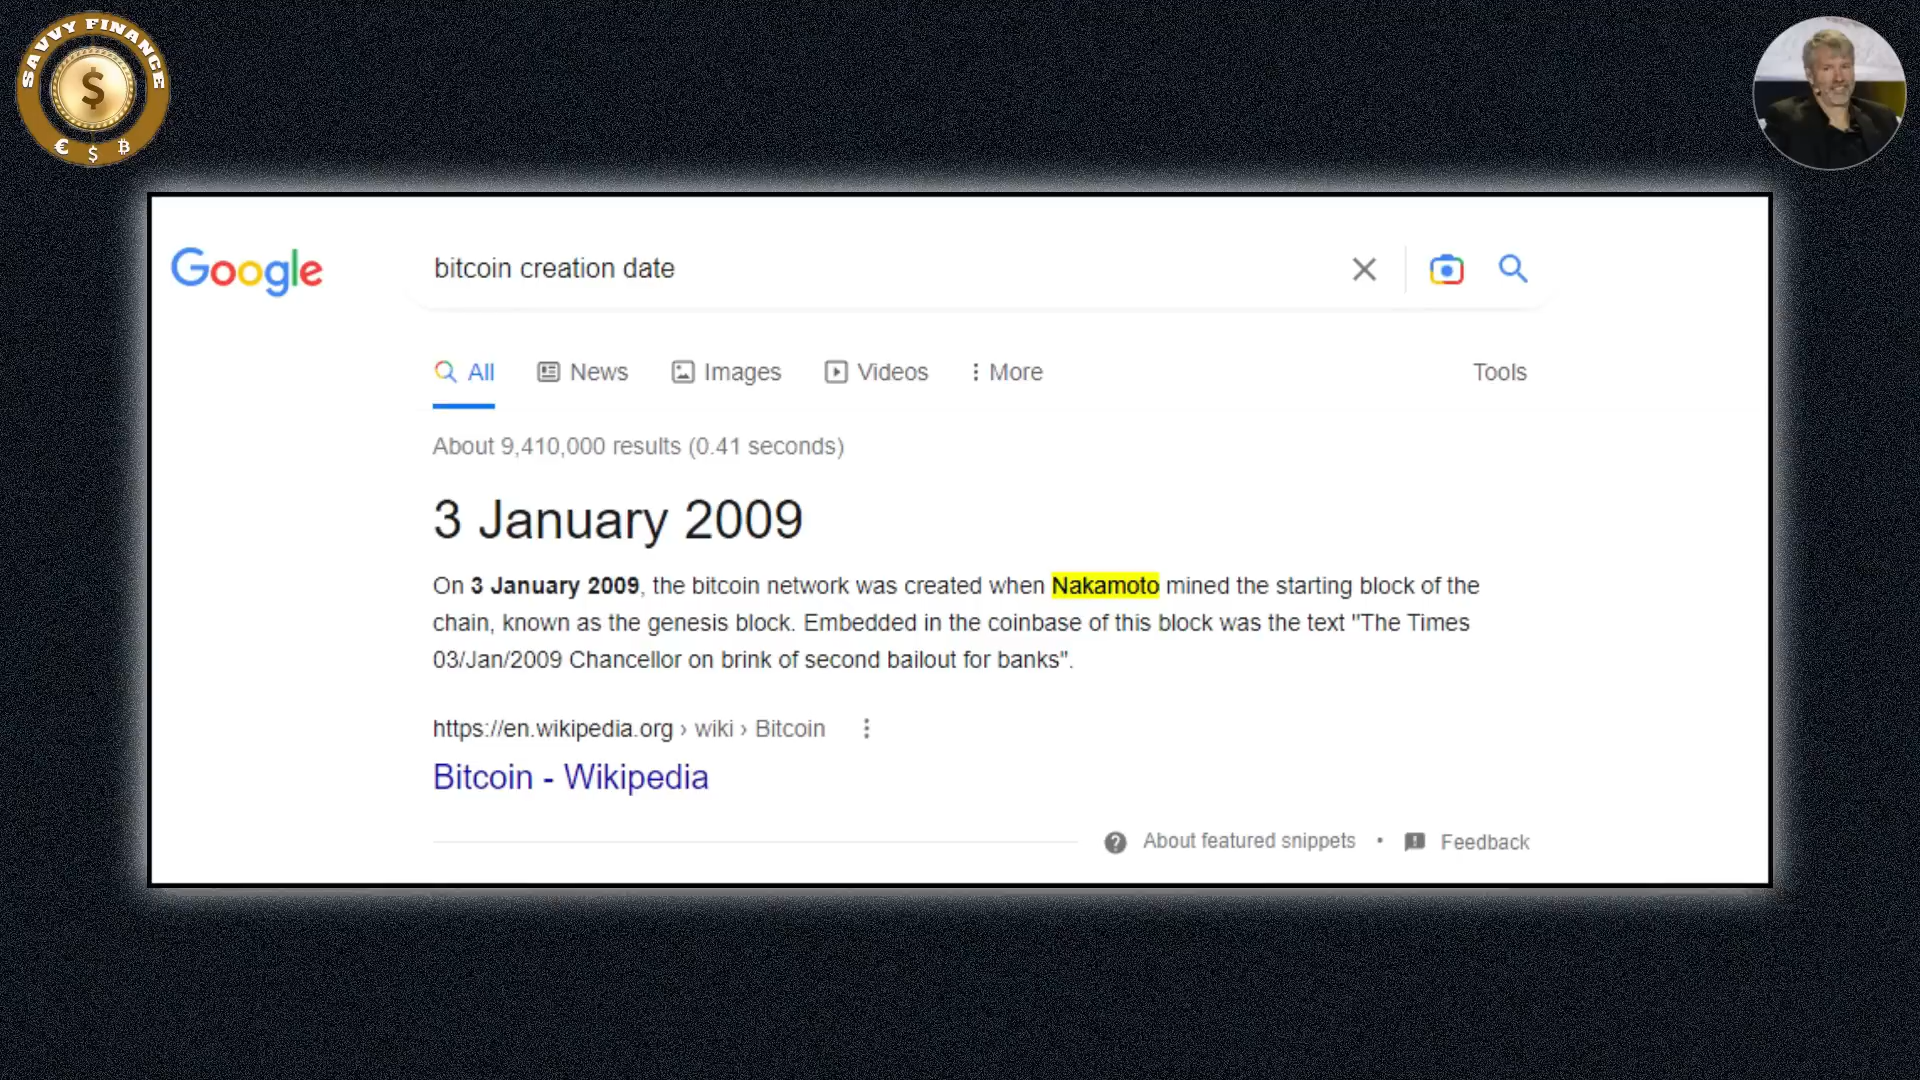 SAVVY FINANCE
$
€ $ ₿
Google
bitcoin creation date
All News Images Videos More Tools
About 9,410,000 results (0.41 seconds)
3 January 2009
On 3 January 2009, the bitcoin network was created when Nakamoto mined the starting block of the
chain, known as the genesis block. Embedded in the coinbase of this block was the text "The Times
03/Jan/2009 Chancellor on brink of second bailout for banks".
https://en.wikipedia.org › wiki › Bitcoin
Bitcoin - Wikipedia
About featured snippets • Feedback